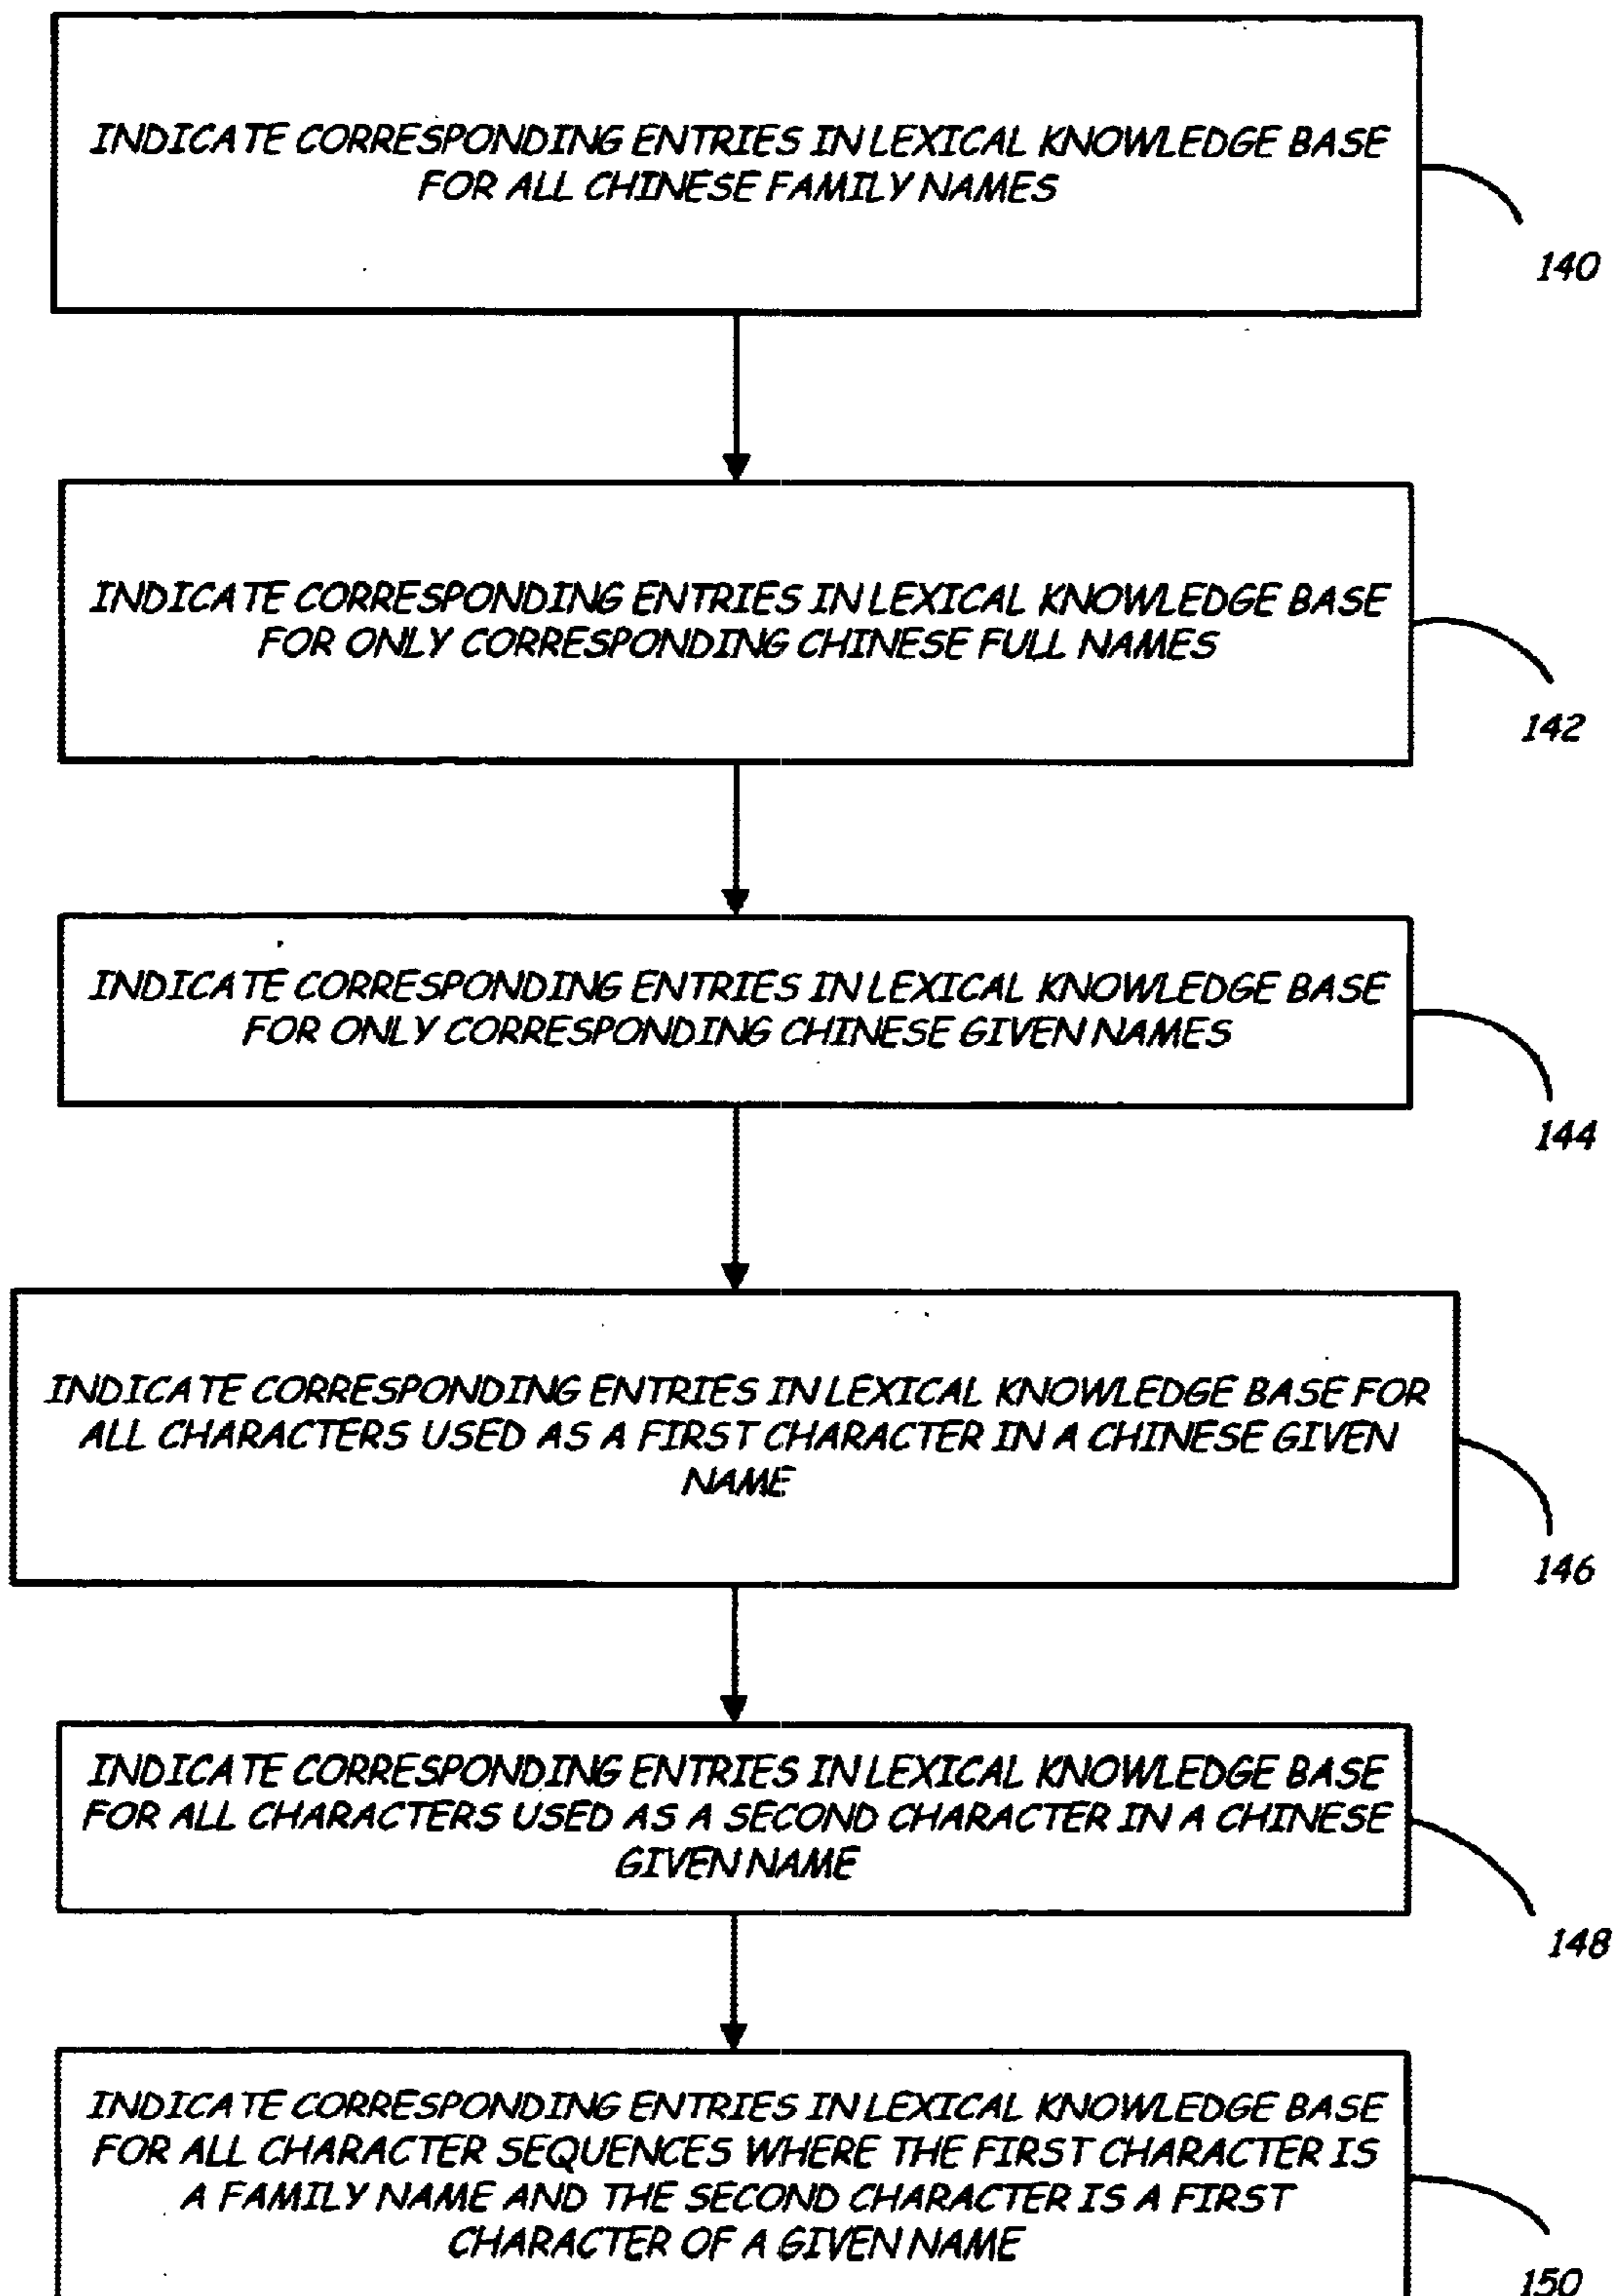 INDICATE CORRESPONDING ENTRIES IN LEXICAL KNOWLEDGE BASE
FOR ALL CHINESE FAMILY NAMES
140
INDICATE CORRESPONDING ENTRIES IN LEXICAL KNOWLEDGE BASE
FOR ONLY CORRESPONDING CHINESE FULL NAMES
142
INDICATE CORRESPONDING ENTRIES IN LEXICAL KNOWLEDGE BASE
FOR ONLY CORRESPONDING CHINESE GIVEN NAMES
144
INDICATE CORRESPONDING ENTRIES IN LEXICAL KNOWLEDGE BASE FOR
ALL CHARACTERS USED AS A FIRST CHARACTER IN A CHINESE GIVEN
NAME
146
INDICATE CORRESPONDING ENTRIES IN LEXICAL KNOWLEDGE BASE
FOR ALL CHARACTERS USED AS A SECOND CHARACTER IN A CHINESE
GIVEN NAME
148
INDICATE CORRESPONDING ENTRIES IN LEXICAL KNOWLEDGE BASE
FOR ALL CHARACTER SEQUENCES WHERE THE FIRST CHARACTER IS
A FAMILY NAME AND THE SECOND CHARACTER IS A FIRST
CHARACTER OF A GIVEN NAME
150